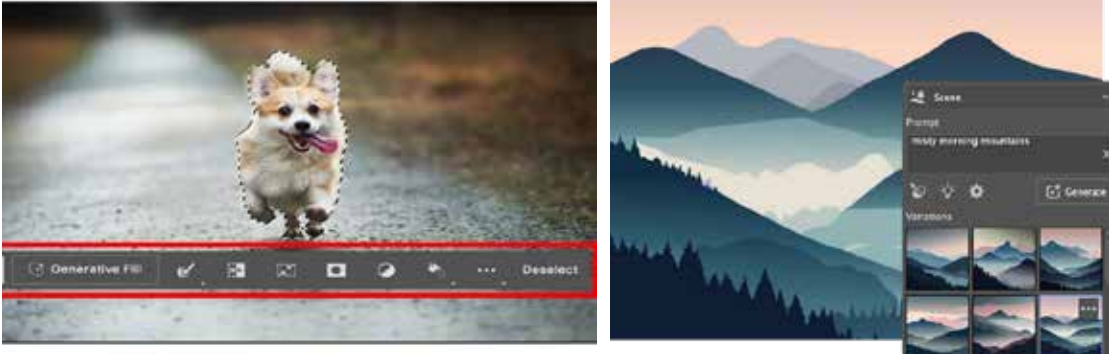 Generative Fill
Deselect
Scene
Prompt
misty morning mountains
Generate
Variations